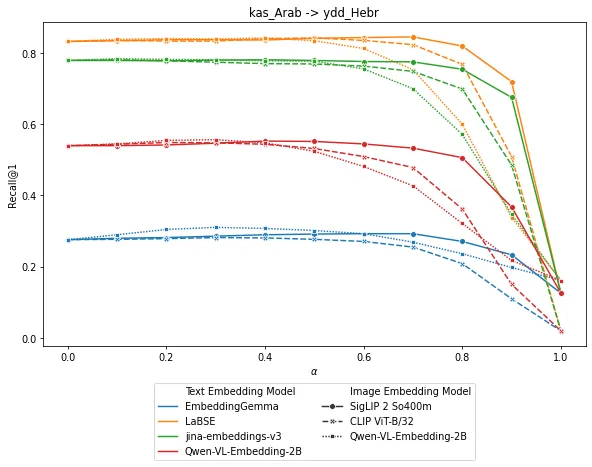 kas_Arab -> ydd_Hebr
Recall@1
0.8
0.6
0.4
0.2
0.0
0.0 0.2 0.4 0.6 0.8 1.0
α
Text Embedding Model
EmbeddingGemma
LaBSE
jina-embeddings-v3
Qwen-VL-Embedding-2B
Image Embedding Model
SigLIP 2 So400m
CLIP ViT-B/32
Qwen-VL-Embedding-2B